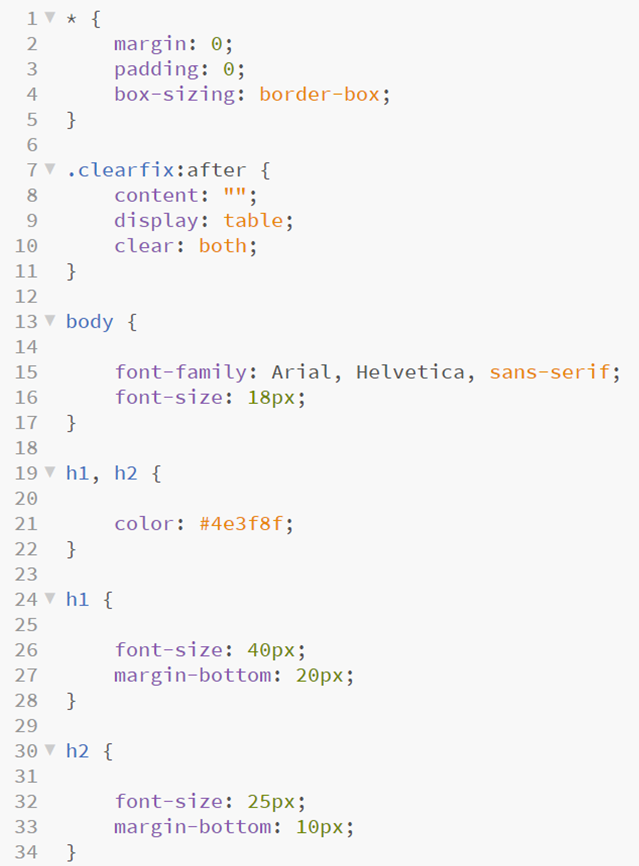 1 * {
2     margin: 0;
3     padding: 0;
4     box-sizing: border-box;
5 }
6
7 .clearfix:after {
8     content: "";
9     display: table;
10     clear: both;
11 }
12
13 body {
14
15     font-family: Arial, Helvetica, sans-serif;
16     font-size: 18px;
17 }
18
19 h1, h2 {
20
21     color: #4e3f8f;
22 }
23
24 h1 {
25
26     font-size: 40px;
27     margin-bottom: 20px;
28 }
29
30 h2 {
31
32     font-size: 25px;
33     margin-bottom: 10px;
34 }